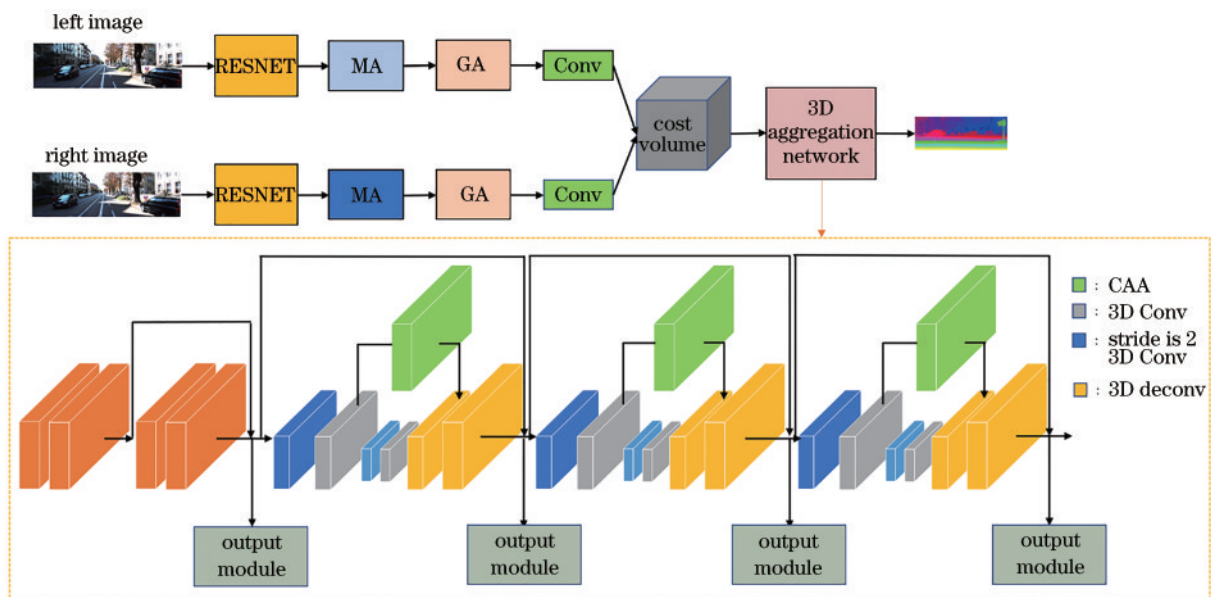 left image
RESNET
MA
GA
Conv
cost
volume
3D
aggregation
network
right image
RESNET
MA
GA
Conv
: CAA
: 3D Conv
: stride is 2
3D Conv
: 3D deconv
output
module
output
module
output
module
output
module